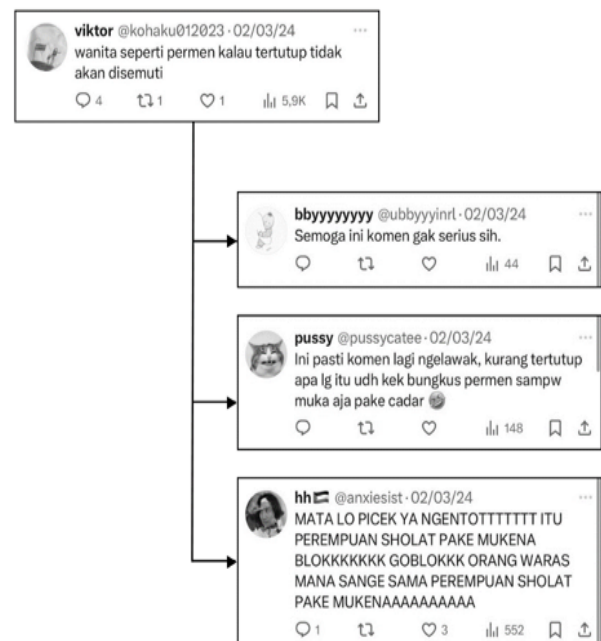 viktor @kohaku012023 · 02/03/24
wanita seperti permen kalau tertutup tidak
akan disemuti
4 1 1 5,9K
bbyyyyyyyy @ubbyyyinrl · 02/03/24
Semoga ini komen gak serius sih.
44
pussy @pussycatee · 02/03/24
Ini pasti komen lagi ngelawak, kurang tertutup
apa lg itu udh kek bungkus permen sampw
muka aja pake cadar 🤣
148
hh @anxiesist · 02/03/24
MATA LO PICEK YA NGENTOTTTTTTT ITU
PEREMPUAN SHOLAT PAKE MUKENA
BLOKKKKKKK GOBLOKKK ORANG WARAS
MANA SANGE SAMA PEREMPUAN SHOLAT
PAKE MUKENAAAAAAAAAA
1 3 552